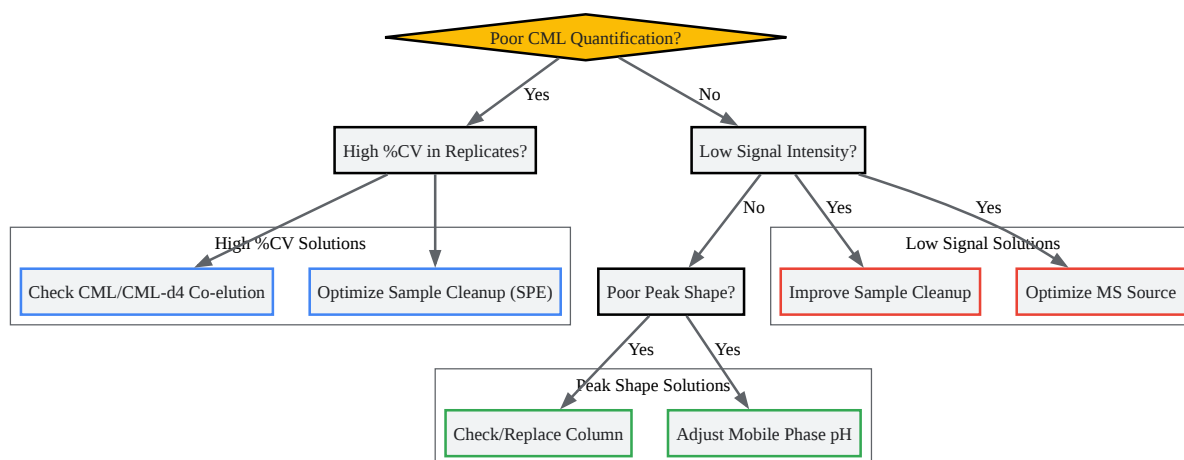 Poor CML Quantification?
Yes
No
High %CV in Replicates?
Low Signal Intensity?
No
Yes
Yes
High %CV Solutions
Low Signal Solutions
Check CML/CML-d4 Co-elution
Optimize Sample Cleanup (SPE)
Poor Peak Shape?
Improve Sample Cleanup
Optimize MS Source
Yes
Yes
Peak Shape Solutions
Check/Replace Column
Adjust Mobile Phase pH